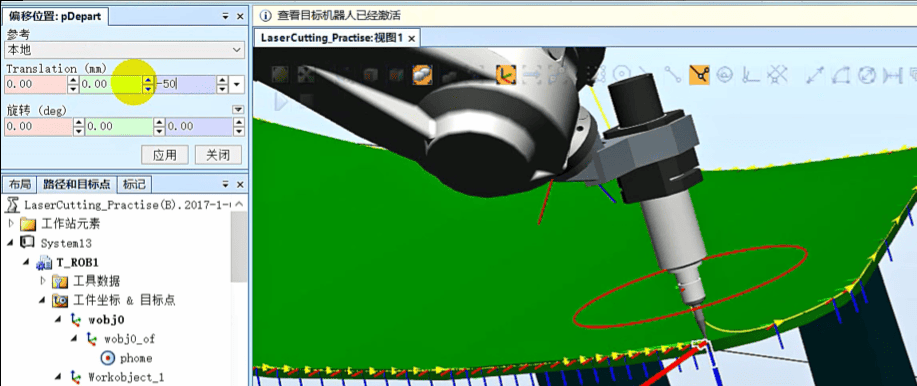 偏移位置: pDepart
参考
本地
Translation (mm)
0.00 0.00 -50
旋转 (deg)
0.00 0.00 0.00
应用 关闭
布局 路径和目标点 标记
LaserCutting_Practise(B).2017-1-
工作站元素
System13
T_ROB1
工具数据
工件坐标 & 目标点
wobj0
wobj0_of
phome
Workobject_1
查看目标机器人已经激活
LaserCutting_Practise:视图1